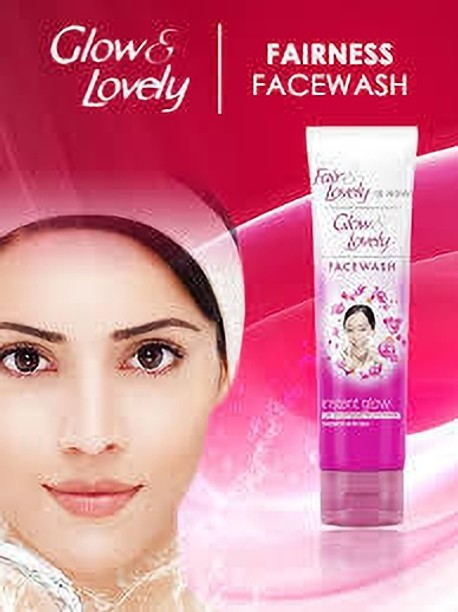 Glow &
Lovely
FAIRNESS
FACEWASH
Fair &
Lovely
Glow &
Lovely
FACEWASH
instant glow